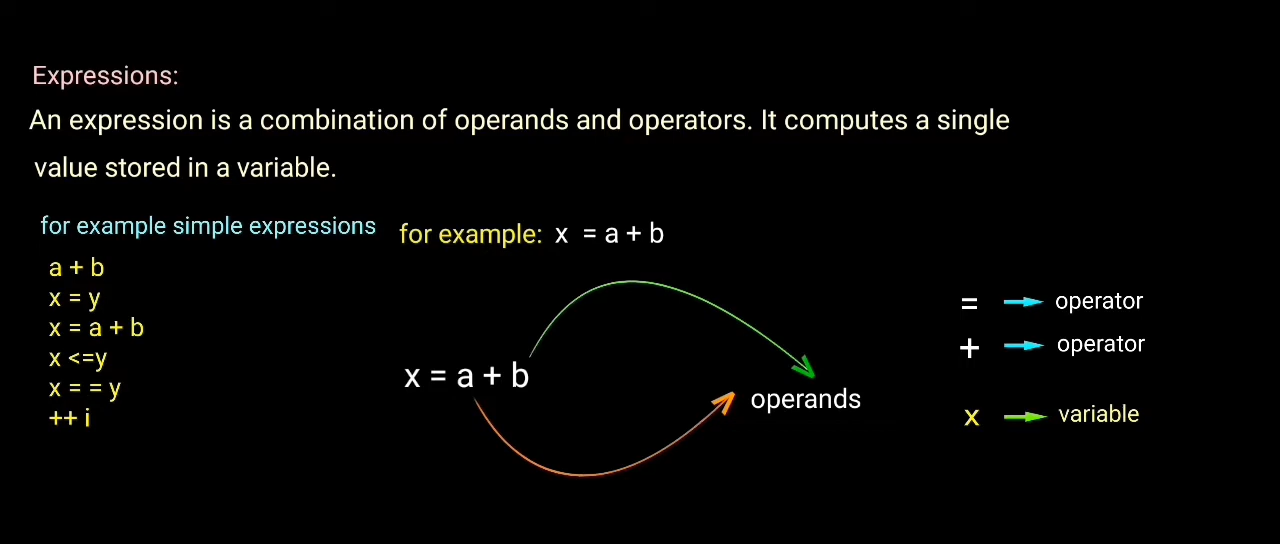 Expressions:
An expression is a combination of operands and operators. It computes a single
value stored in a variable.
for example simple expressions
a + b
x = y
x = a + b
x <=y
x = = y
++ i
for example: x = a + b
x = a + b
operands
= operator
+ operator
x variable